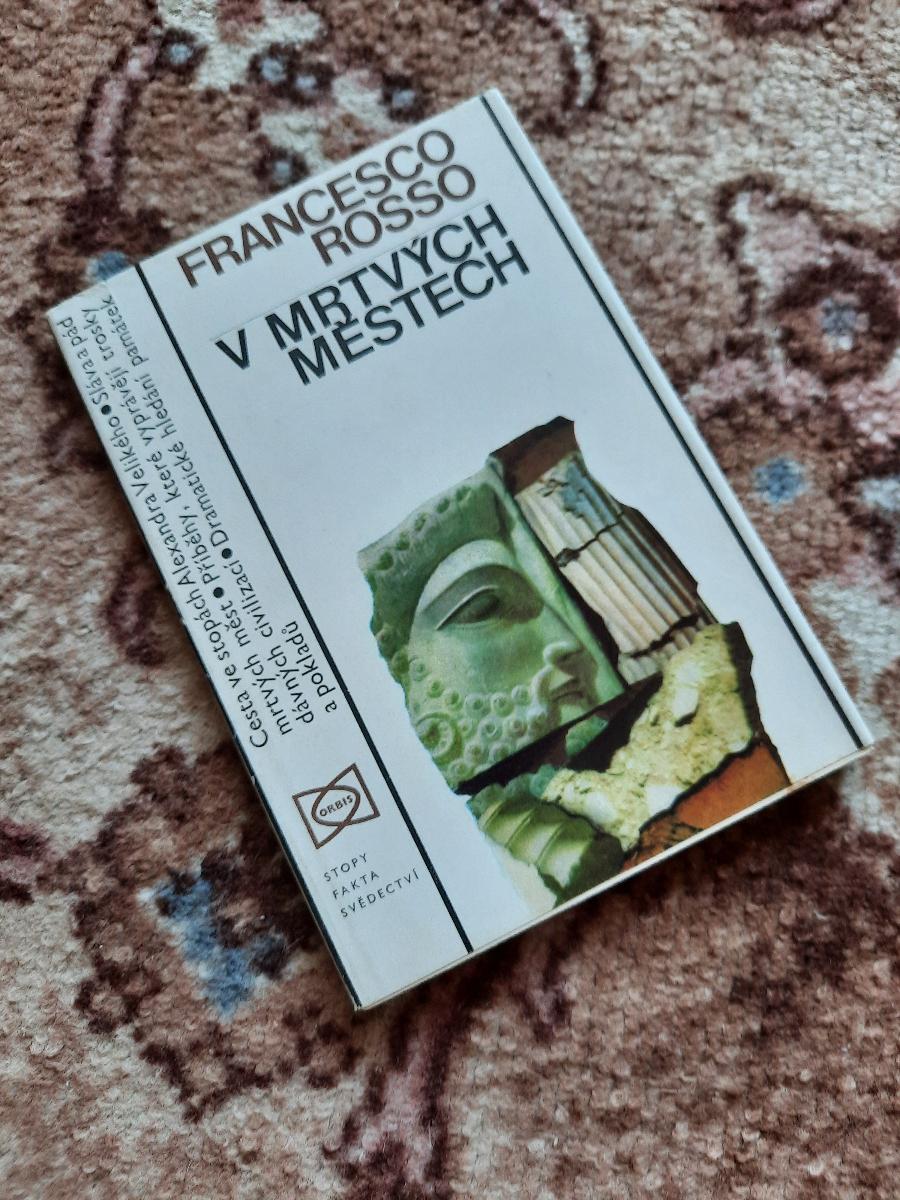 FRANCESCO
ROSSO
V MRTVÝCH
MĚSTECH
Cesta ve stopách Alexandra Velikého • Sláva a pád
mrtvých měst • Příběhy, které vyprávějí trosky
dávných civilizací • Dramatické hledání památek
a pokladů
ORBIS
STOPY
FAKTA
SVĚDECTVÍ